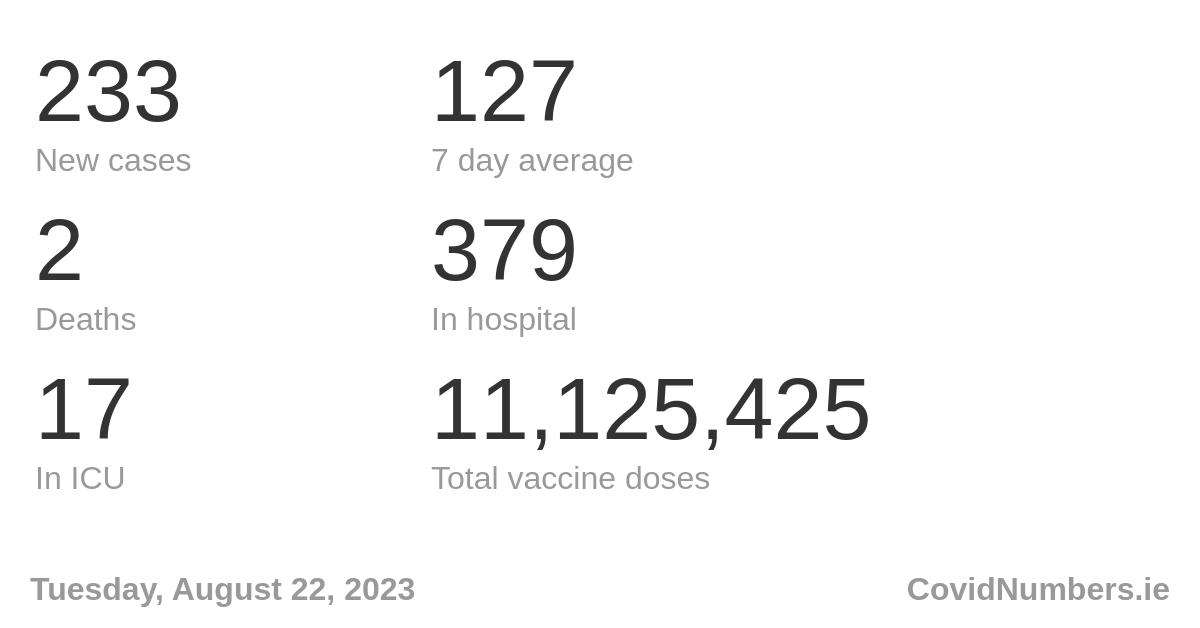 233
127
New cases
7 day average
2
379
Deaths
In hospital
17
11,125,425
In ICU
Total vaccine doses
Tuesday, August 22, 2023
CovidNumbers.ie